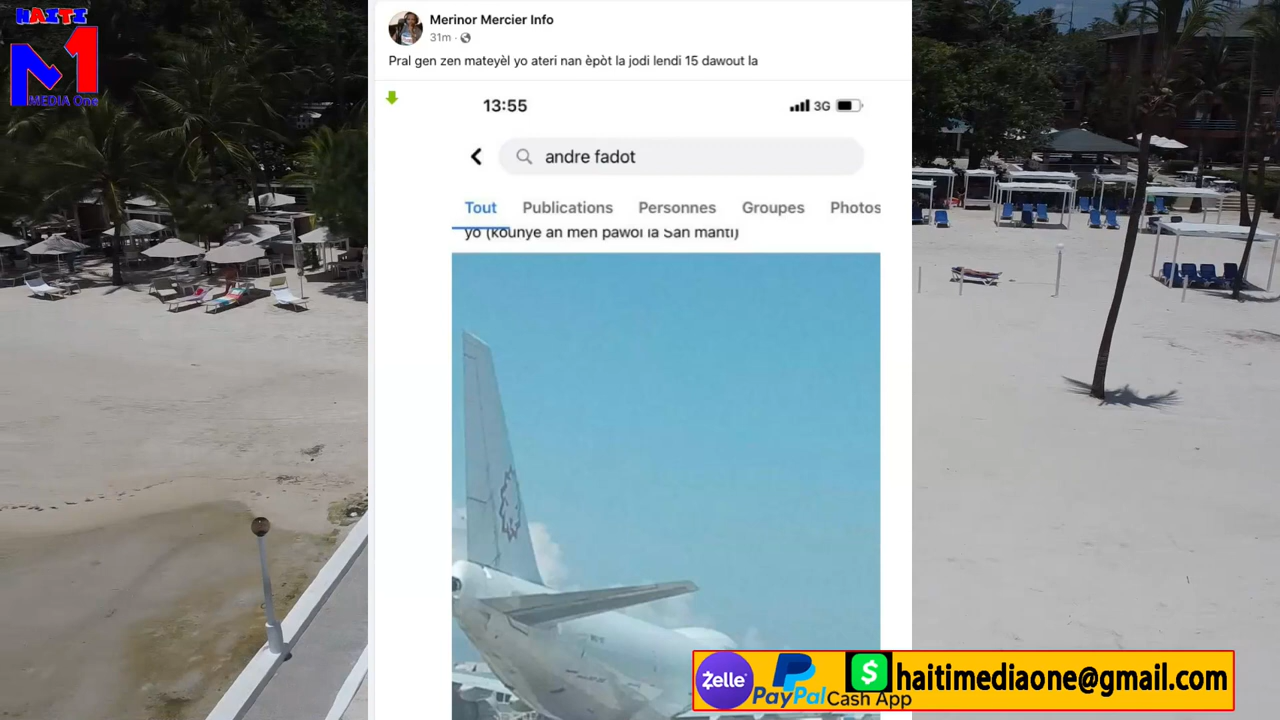 HAITI
M1
MEDIA One
Merinor Mercier Info
31m ·
Pral gen zen mateyèl yo ateri nan èpòt la jodi lendi 15 dawout la
13:55
3G
andre fadot
Tout Publications Personnes Groupes Photos
yo (kounye an men pawol la San manti)
Zelle
PayPal
$
Cash App
haitimediaone@gmail.com